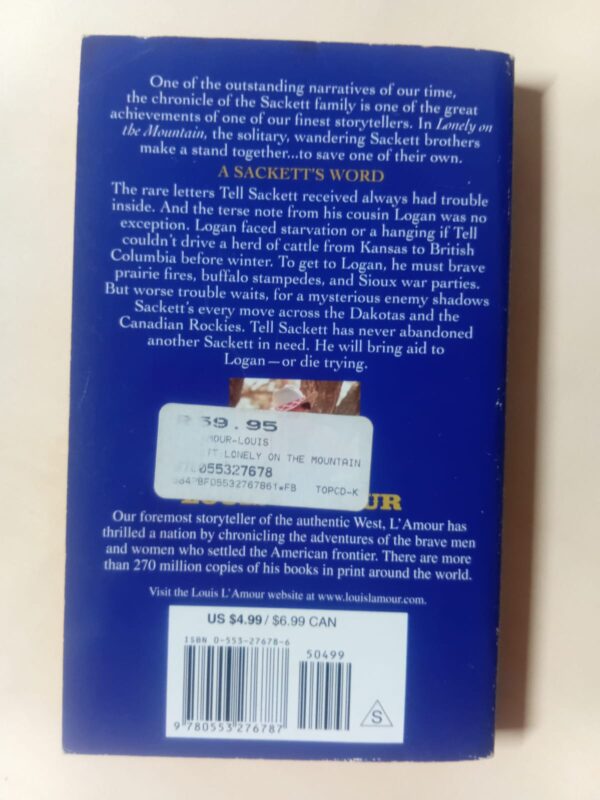 One of the outstanding narratives of our time,
the chronicle of the Sackett family is one of the great
achievements of one of our finest storytellers. In Lonely on
the Mountain, the solitary, wandering Sackett brothers
make a stand together...to save one of their own.
A SACKETT'S WORD
The rare letters Tell Sackett received always had trouble
inside. And the terse note from his cousin Logan was no
exception. Logan faced starvation or a hanging if Tell
couldn't drive a herd of cattle from Kansas to British
Columbia before winter. To get to Logan, he must brave
prairie fires, buffalo stampedes, and Sioux war parties.
But worse trouble waits, for a mysterious enemy shadows
Sackett's every move across the Dakotas and the
Canadian Rockies. Tell Sackett has never abandoned
another Sackett in need. He will bring aid to
Logan—or die trying.
R 39.95
MOUR-LOUIS
LONELY ON THE MOUNTAIN
055327678
TOPCD-K
UR
Our foremost storyteller of the authentic West, L'Amour has
thrilled a nation by chronicling the adventures of the brave men
and women who settled the American frontier. There are more
than 270 million copies of his books in print around the world.
Visit the Louis L'Amour website at www.louislamour.com.
US $4.99 / $6.99 CAN
ISBN 0-553-27678-6
50499
9 780553 276787
S